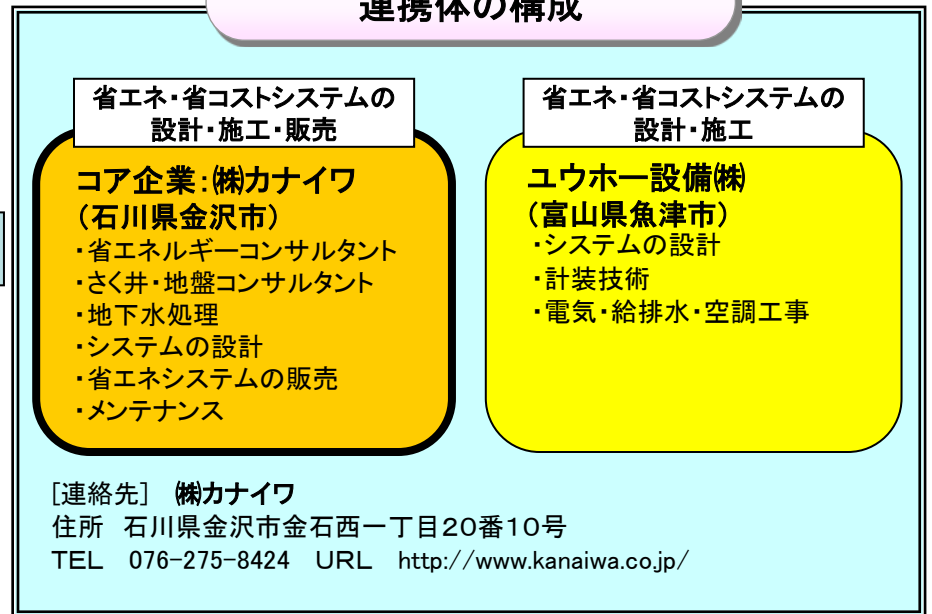 連携体の構成
省エネ・省コストシステムの
設計・施工・販売
コア企業：㈱カナイワ
（石川県金沢市）
・省エネルギーコンサルタント
・さく井・地盤コンサルタント
・地下水処理
・システムの設計
・省エネシステムの販売
・メンテナンス
省エネ・省コストシステムの
設計・施工
ユウホー設備㈱
（富山県魚津市）
・システムの設計
・計装技術
・電気・給排水・空調工事
［連絡先］ ㈱カナイワ
住所 石川県金沢市金石西一丁目２０番１０号
ＴＥＬ 076-275-8424 ＵＲＬ http://www.kanaiwa.co.jp/